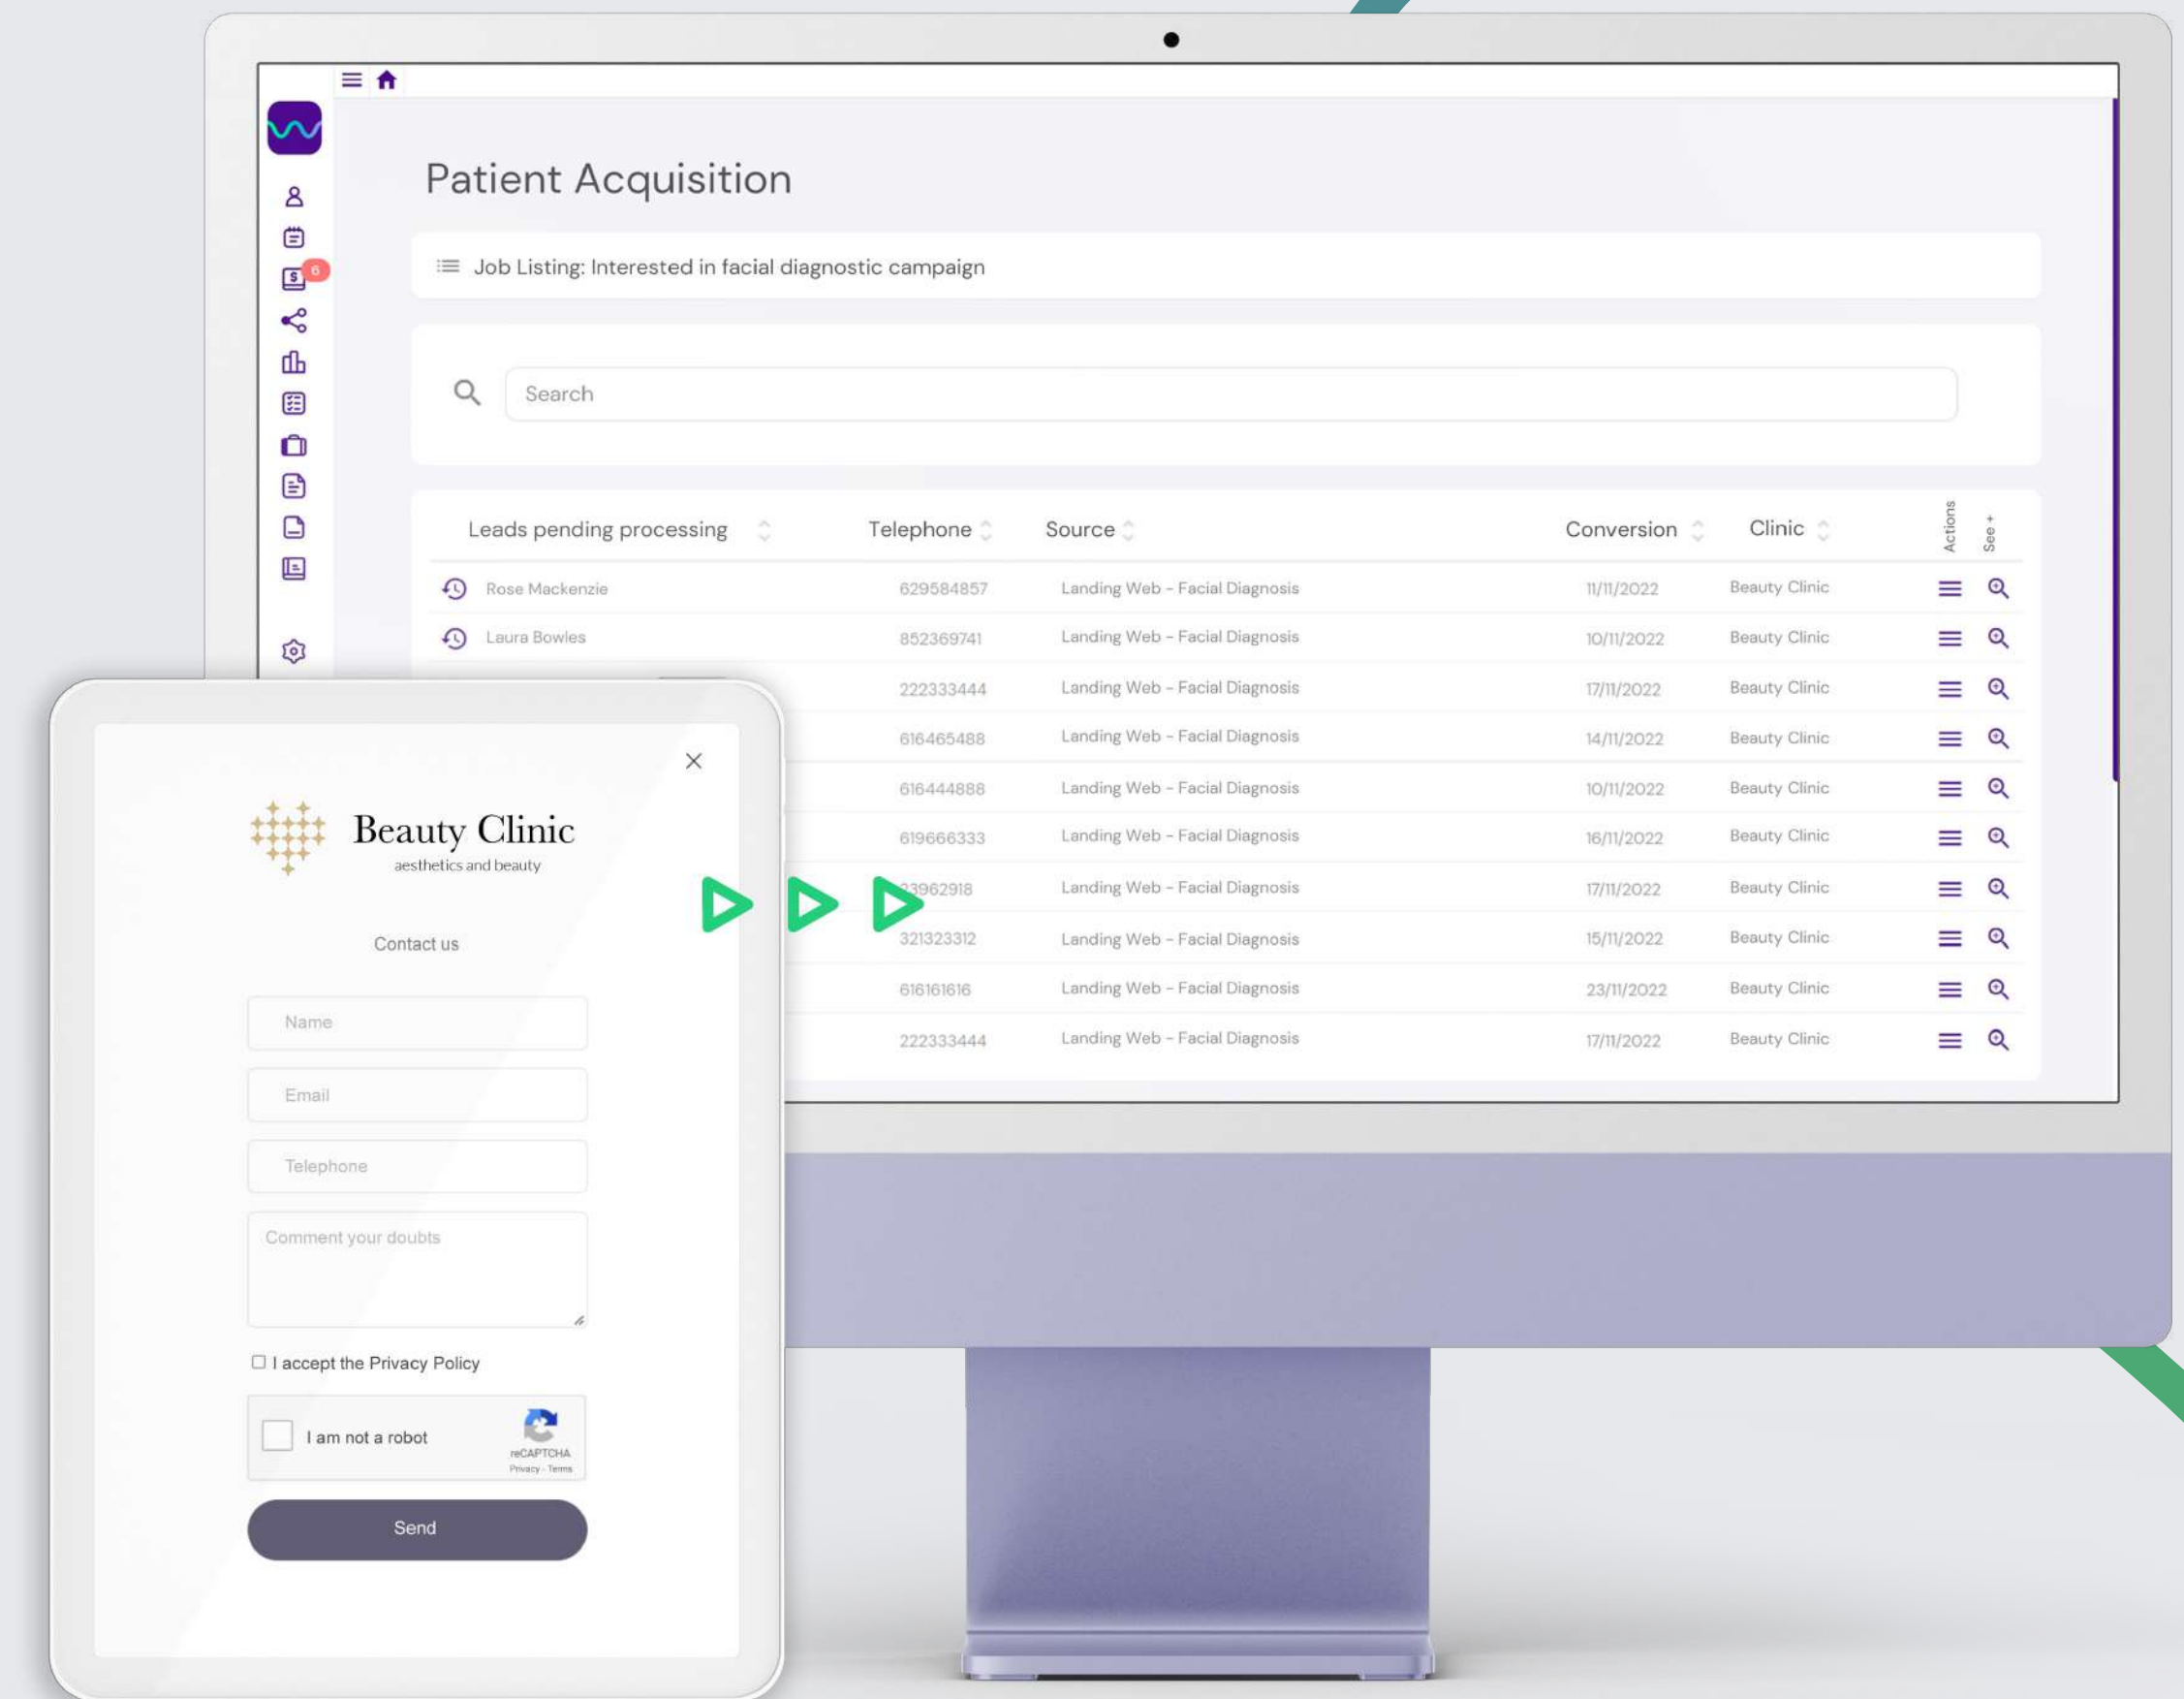 Patient Acquisition
6
Job Listing: Interested in facial diagnostic campaign
Search
Leads pending processing Telephone Source Conversion Clinic Actions See +
Rose Mackenzie 629584857 Landing Web - Facial Diagnosis 11/11/2022 Beauty Clinic
Laura Bowles 852369741 Landing Web - Facial Diagnosis 10/11/2022 Beauty Clinic
222333444 Landing Web - Facial Diagnosis 17/11/2022 Beauty Clinic
616465488 Landing Web - Facial Diagnosis 14/11/2022 Beauty Clinic
616444888 Landing Web - Facial Diagnosis 10/11/2022 Beauty Clinic
619666333 Landing Web - Facial Diagnosis 16/11/2022 Beauty Clinic
Landing Web - Facial Diagnosis 17/11/2022 Beauty Clinic
321323312 Landing Web - Facial Diagnosis 15/11/2022 Beauty Clinic
616161616 Landing Web - Facial Diagnosis 23/11/2022 Beauty Clinic
222333444 Landing Web - Facial Diagnosis 17/11/2022 Beauty Clinic
Beauty Clinic
aesthetics and beauty
Contact us
Name
Email
Telephone
Comment your doubts
I accept the Privacy Policy
I am not a robot
reCAPTCHA
Privacy - Terms
Send